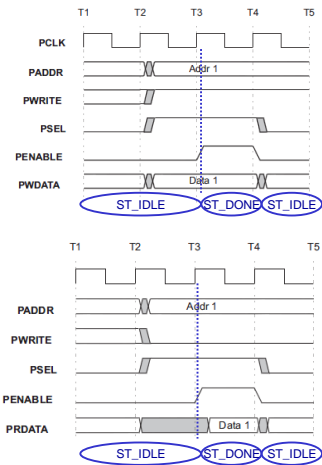 T1 T2 T3 T4 T5
PCLK
PADDR Addr 1
PWRITE
PSEL
PENABLE
PWDATA Data 1
ST_IDLE ST_DONE ST_IDLE
T1 T2 T3 T4 T5
PADDR Addr 1
PWRITE
PSEL
PENABLE
PRDATA Data 1
ST_IDLE ST_DONE ST_IDLE